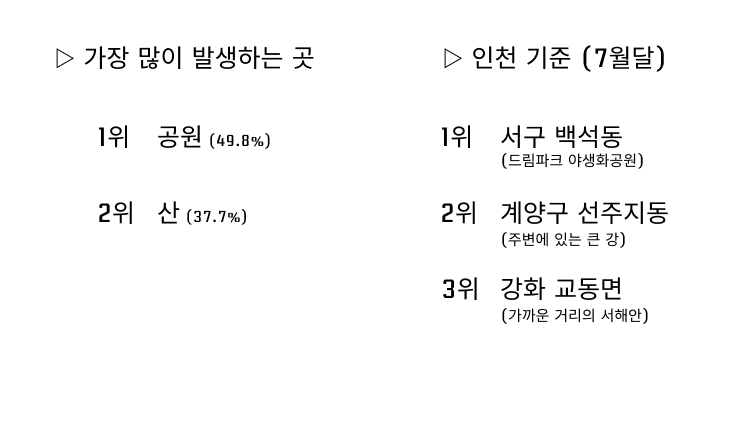 ▷ 가장 많이 발생하는 곳
1위 공원 (49.8%)
2위 산 (37.7%)
▷ 인천 기준 (7월달)
1위 서구 백석동
(드림파크 야생화공원)
2위 계양구 선주지동
(주변에 있는 큰 강)
3위 강화 교동면
(가까운 거리의 서해안)